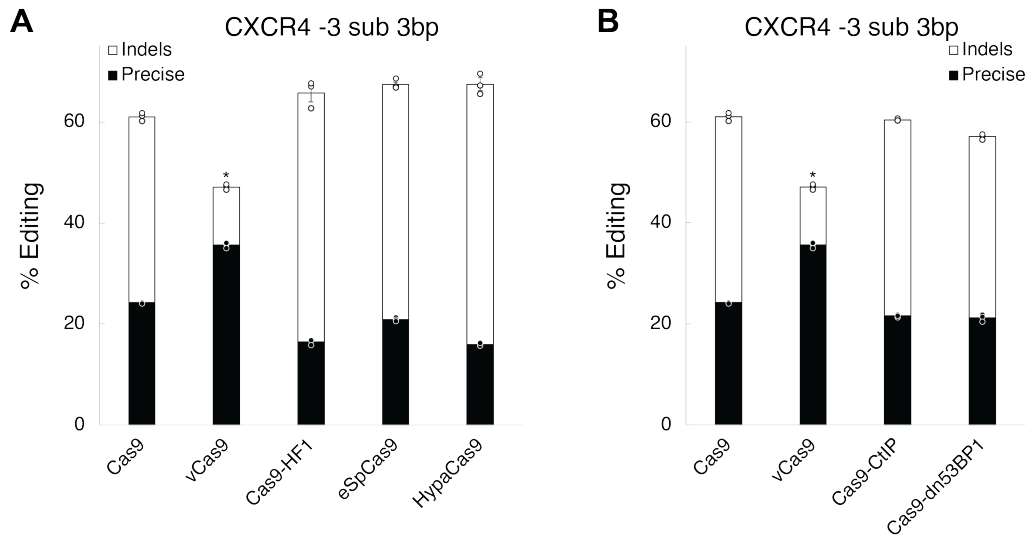 A
CXCR4 -3 sub 3bp
Indels
Precise
% Editing
60
40
20
0
*
Cas9
vCas9
Cas9-HF1
eSpCas9
HypaCas9
B
CXCR4 -3 sub 3bp
Indels
Precise
% Editing
60
40
20
0
*
Cas9
vCas9
Cas9-CtIP
Cas9-dn53BP1